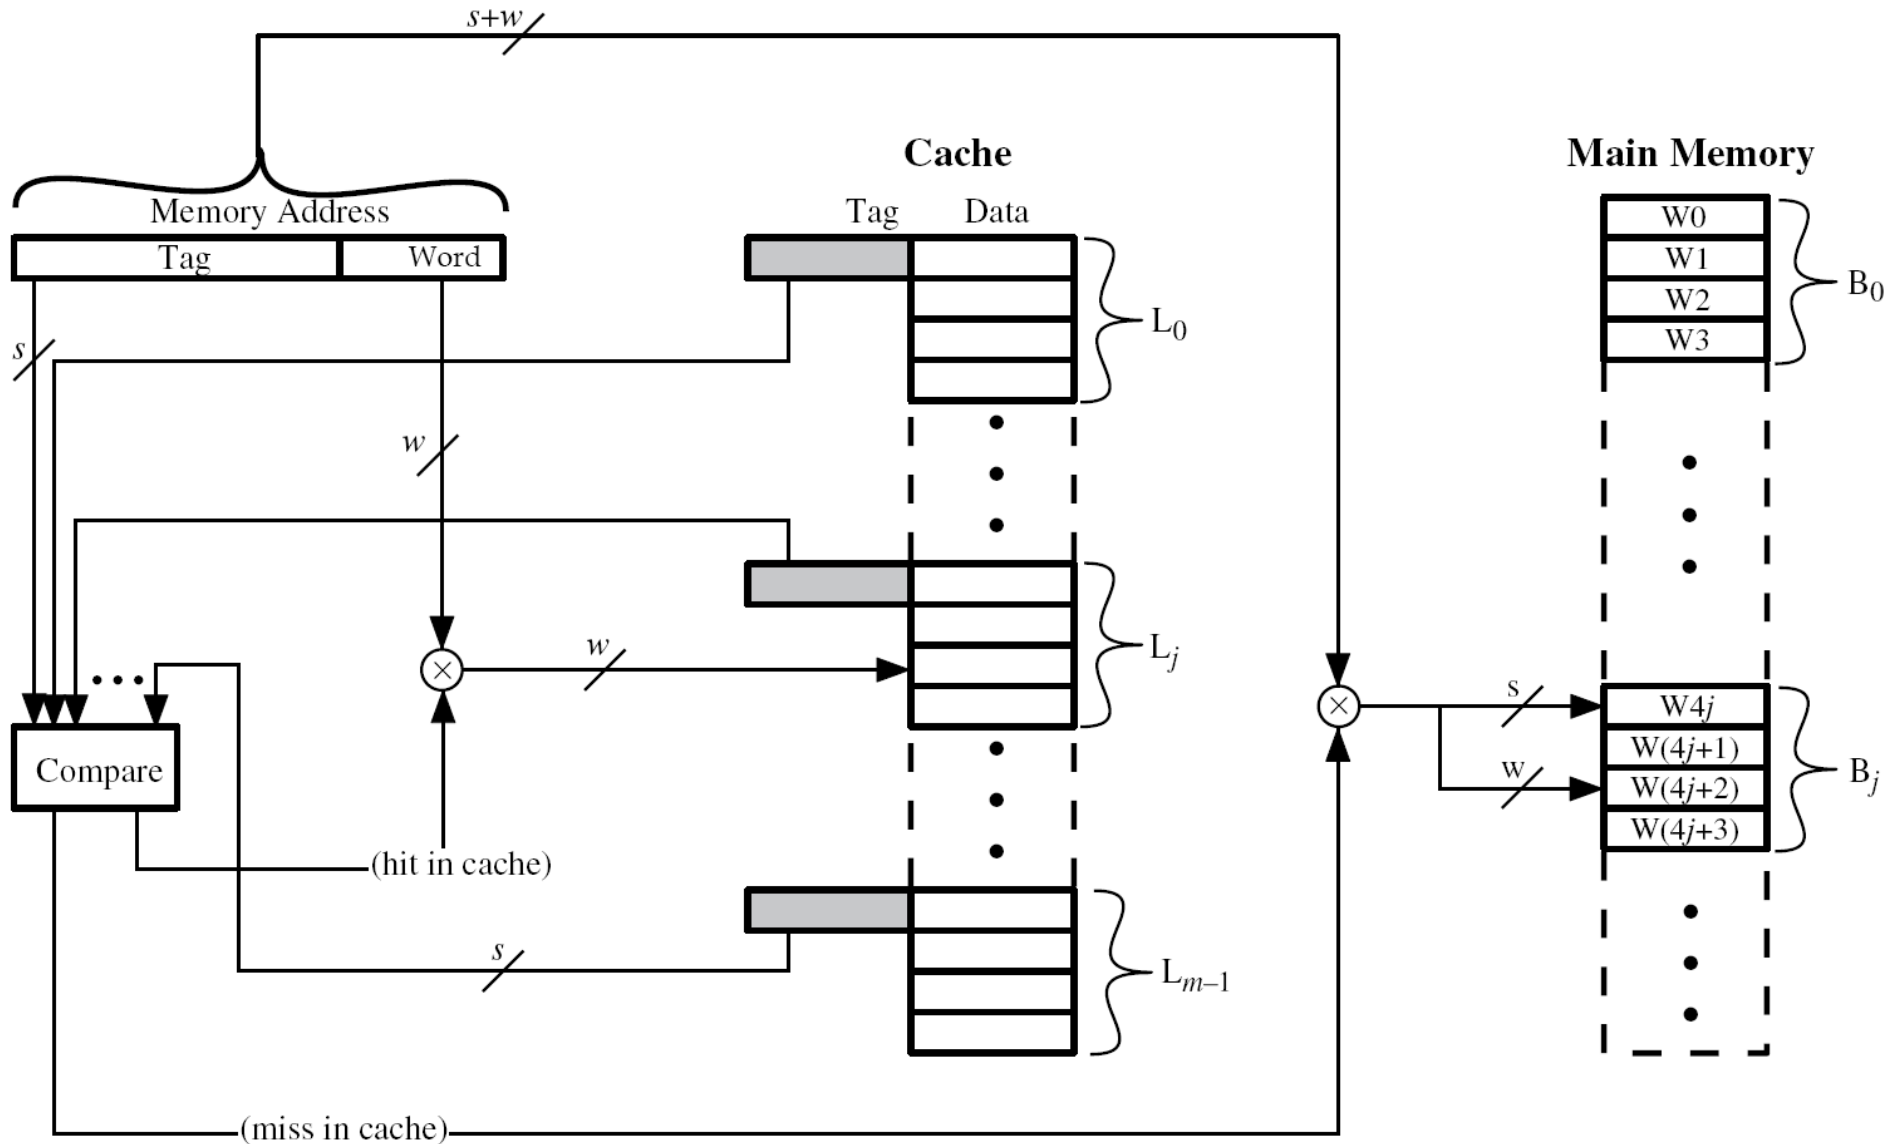 s+w
Cache
Main Memory
Memory Address
Tag Data
Tag Word
W0
W1
W2
W3
B0
L0
s
w
Lj
w
s
w
W4j
W(4j+1)
W(4j+2)
W(4j+3)
Bj
Compare
(hit in cache)
s
Lm–1
(miss in cache)